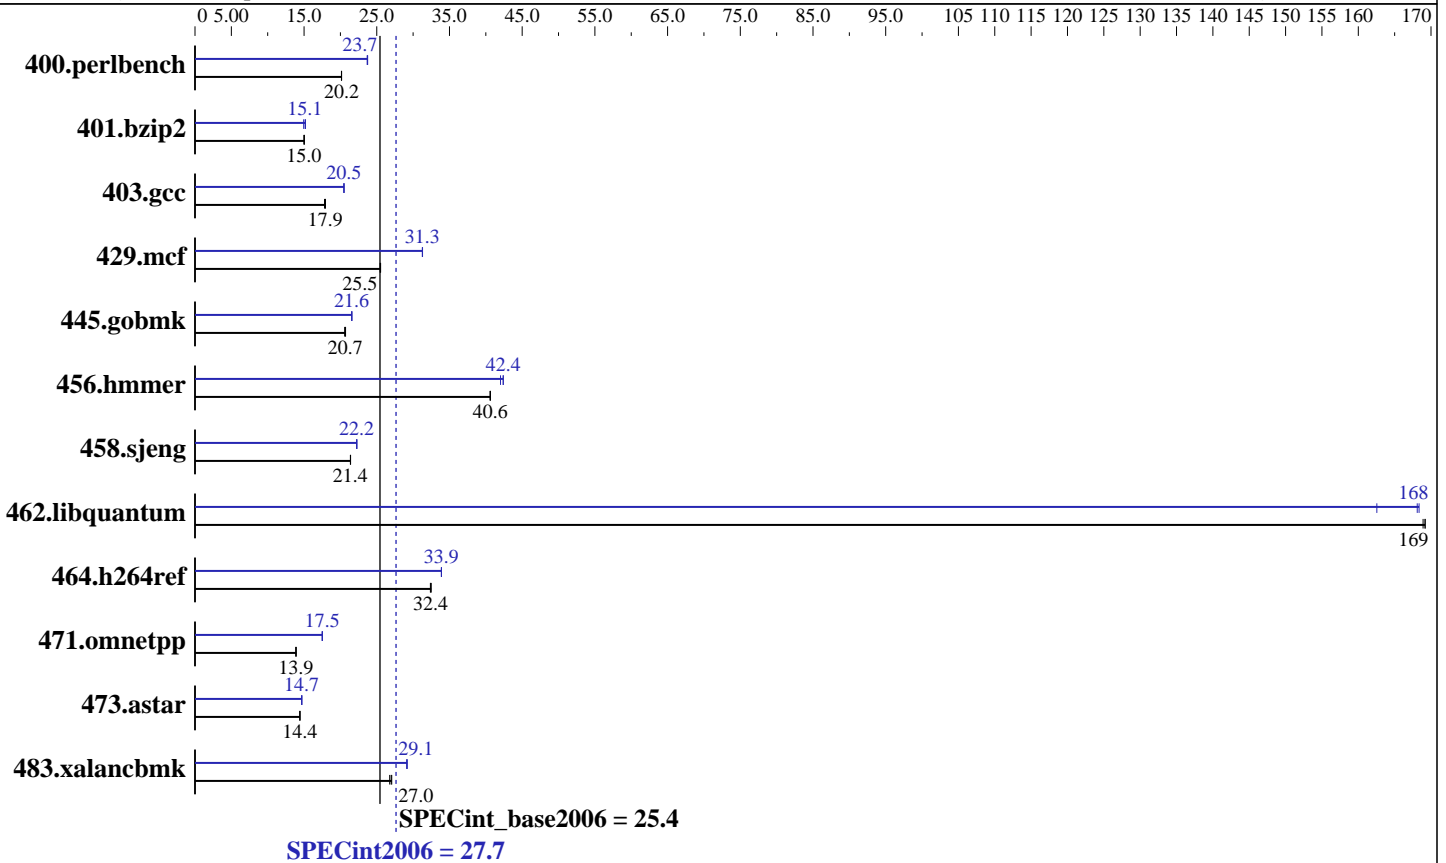 0 5.00 15.0 25.0 35.0 45.0 55.0 65.0 75.0 85.0 95.0 105 110 115 120 125 130 135 140 145 150 155 160 170
23.7
400.perlbench
20.2
15.1
401.bzip2
15.0
20.5
403.gcc
17.9
31.3
429.mcf
25.5
21.6
445.gobmk
20.7
42.4
456.hmmer
40.6
22.2
458.sjeng
21.4
168
462.libquantum
169
33.9
464.h264ref
32.4
17.5
471.omnetpp
13.9
14.7
473.astar
14.4
29.1
483.xalancbmk
27.0
SPECint_base2006 = 25.4
SPECint2006 = 27.7